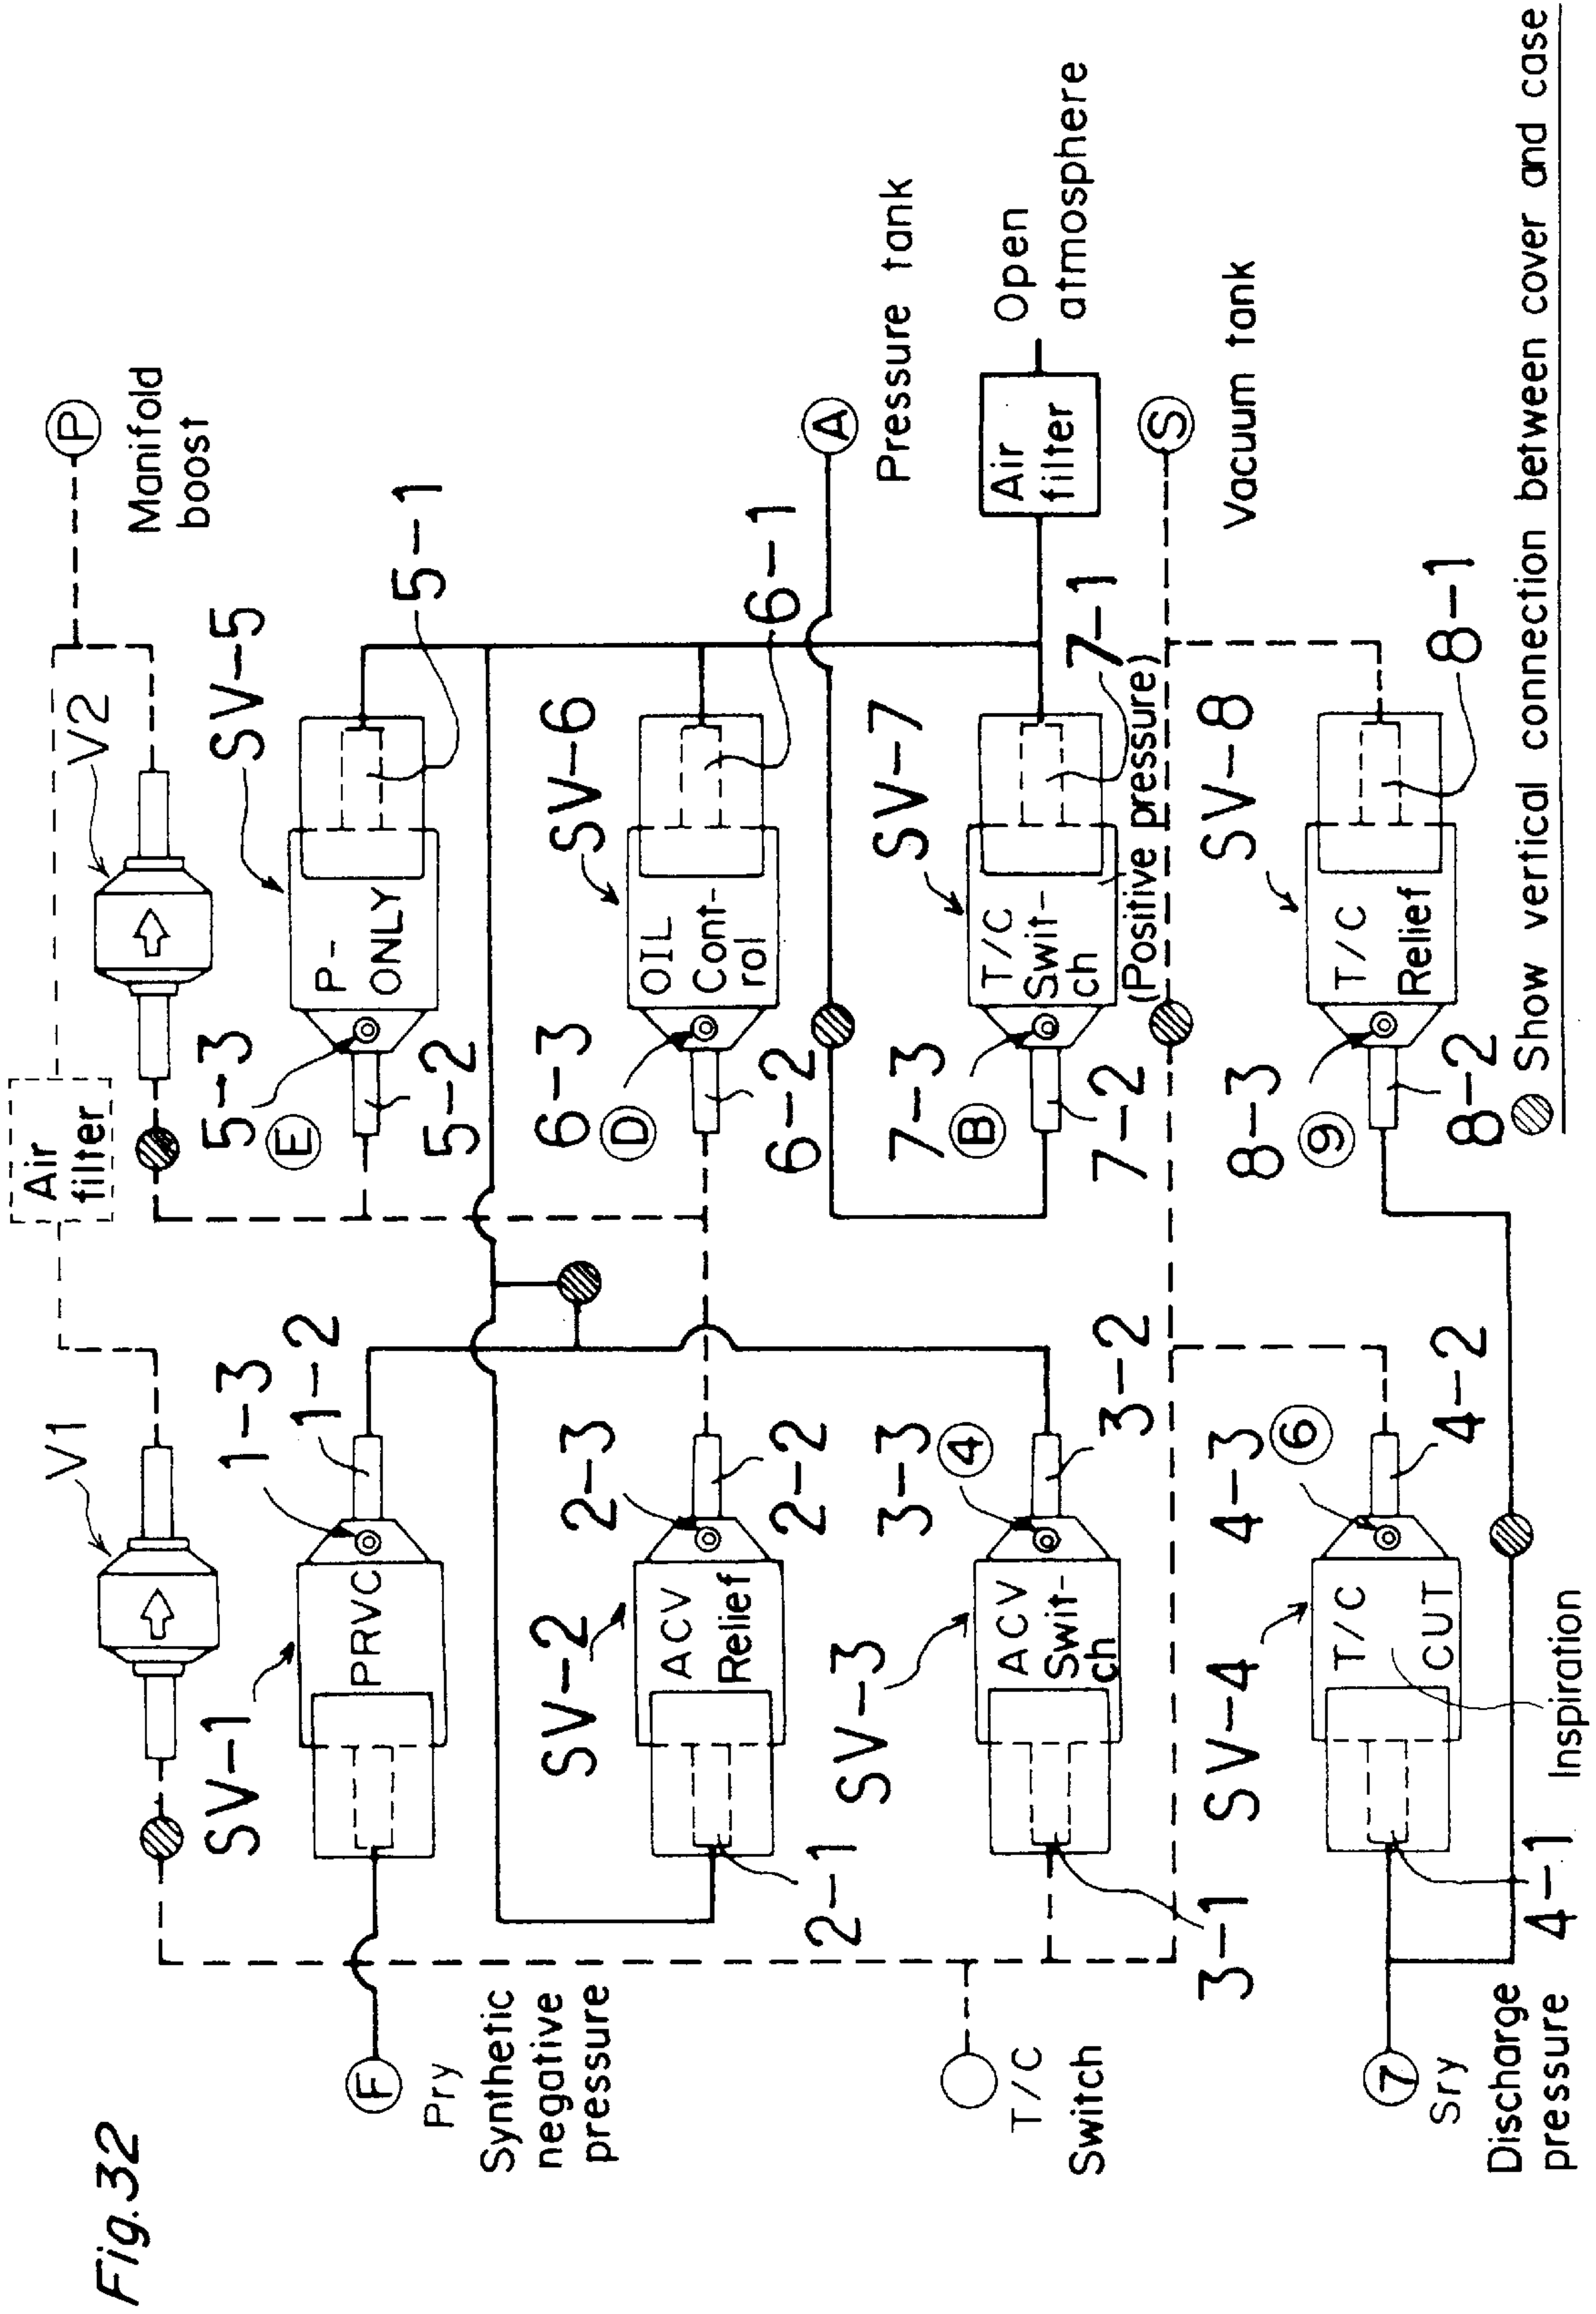 Fig.32
V1
V2
Air
filter
P
Manifold
boost
SV-1
1-3
1-2
PRVC
F
Pry
Synthetic
negative
pressure
SV-5
5-1
5-3
E
5-2
P-
ONLY
SV-2
2-3
2-2
2-1
ACV
Relief
SV-6
6-1
6-3
D
6-2
OIL
Cont-
rol
A
Pressure tank
SV-3
3-3
4
3-2
3-1
ACV
Swit-
ch
T/C
Switch
SV-7
7-1
7-3
B
7-2
T/C
Swit-
ch
(Positive pressure)
Air
filter
Open
atmosphere
S
Vacuum tank
SV-4
4-3
6
4-2
4-1
T/C
CUT
Inspiration
7
Sry
Discharge
pressure
SV-8
8-1
8-3
9
8-2
T/C
Relief
Show vertical connection between cover and case